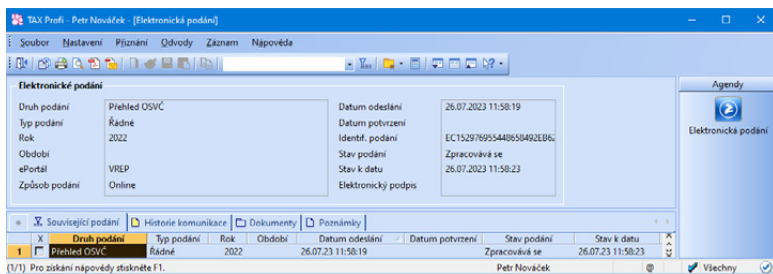 TAX Profi - Petr Nováček - [Elektronická podání]
Soubor Nastavení Přiznání Odvody Záznam Nápověda
Elektronické podání
Agendy
Druh podání Přehled OSVČ Datum odeslání 26.07.2023 11:58:19
Typ podání Řádné Datum potvrzení
Elektronická podání
Rok 2022 Identif. podání EC152976955448658492EB62
Období Stav podání Zpracovává se
ePortál VREP Stav k datu 26.07.2023 11:58:23
Způsob podání Online Elektronický podpis
* Související podání Historie komunikace Dokumenty Poznámky
X Druh podání Typ podání Rok Období Datum odeslání Datum potvrzení Stav podání Stav k datu
1 Přehled OSVČ Řádné 2022 26.07.23 11:58:19 Zpracovává se 26.07.23 11:58:23
(1/1) Pro získání nápovědy stiskněte F1. Petr Nováček @ Všechny